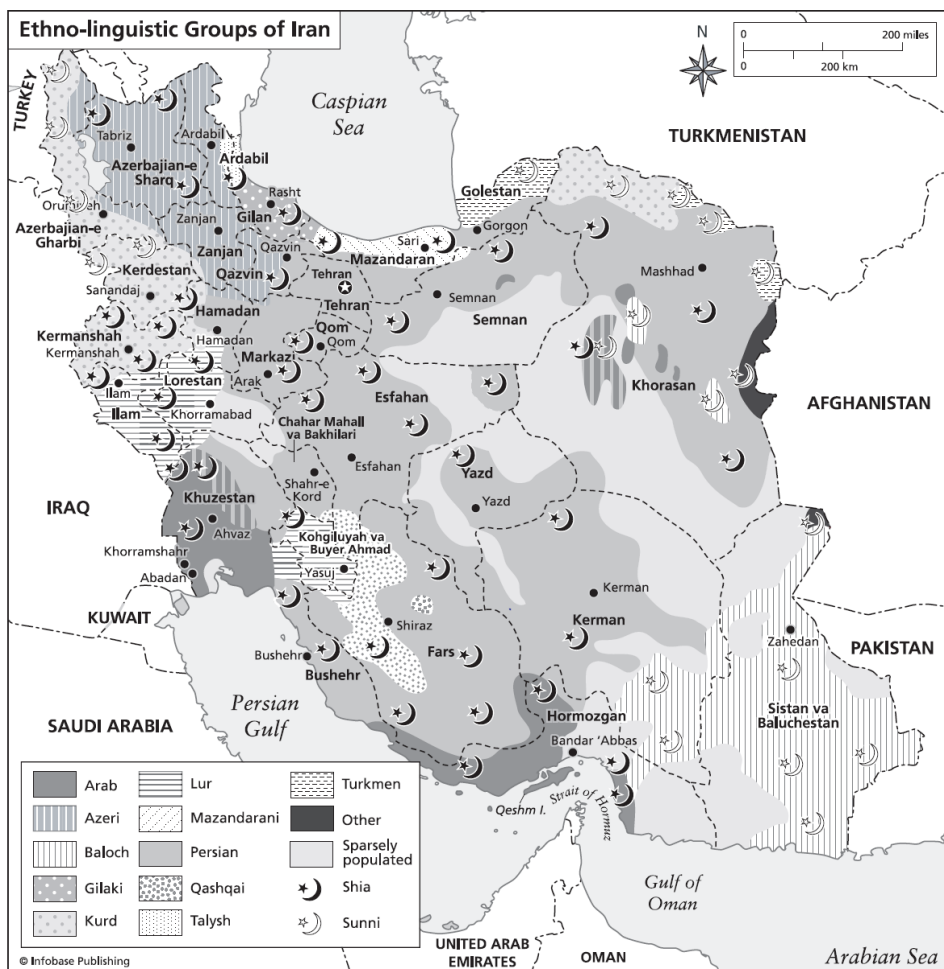 Ethno-linguistic Groups of Iran
N
0
200 miles
0
200 km
TURKEY
Caspian
Sea
TURKMENISTAN
Tabriz
Ardabil
Azerbajian-e
Sharq
Ardabil
Rasht
Gilan
Golestan
Gorgon
Orumiyeh
Azerbajian-e
Gharbi
Zanjan
Zanjan
Qazvin
Qazvin
Sari
Mazandaran
Mashhad
Kerdestan
Tehran
Tehran
Sanandaj
Semnan
Semnan
Hamadan
Hamadan
Kermanshah
Kermanshah
Qom
Qom
Markaz
Arak
Lorestan
Ilam
Ilam
Khorramabad
Esfahan
Khorasan
AFGHANISTAN
Chahar Mahall
va Bakhilari
Esfahan
Yazd
Yazd
Shahr-e
Kord
IRAQ
Khuzestan
Ahvaz
Kohgiluyah va
Buyer Ahmad
Yasuj
Khorramshahr
Abadan
Kerman
Kerman
KUWAIT
Shiraz
Fars
Zahedan
PAKISTAN
Bushehr
Bushehr
SAUDI ARABIA
Persian
Gulf
Hormozgan
Bandar ‘Abbas
Sistan va
Baluchestan
Qeshm I.
Strait of Hormuz
Arab
Azeri
Baloch
Gilaki
Kurd
Lur
Mazandarani
Persian
Qashqai
Talysh
Turkmen
Other
Sparsely
populated
Shia
Sunni
Gulf of
Oman
UNITED ARAB
EMIRATES
OMAN
Arabian Sea
© Infobase Publishing